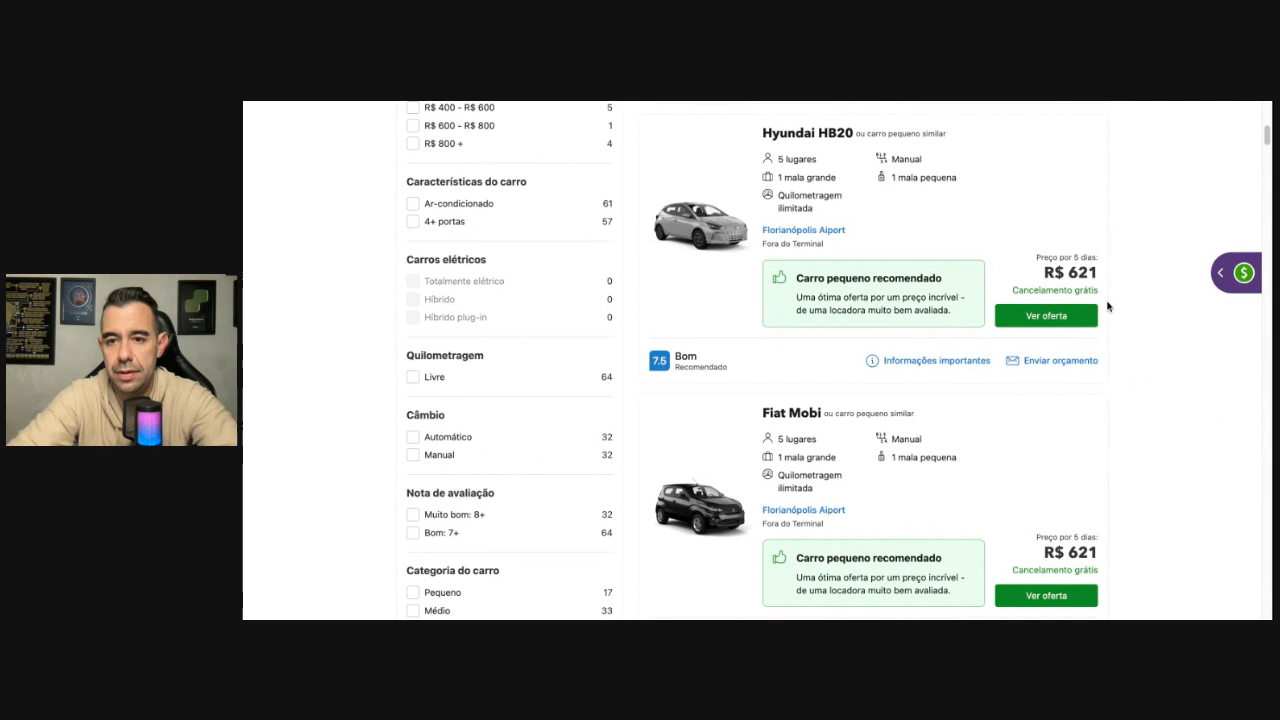 R$ 400 - R$ 600 5
R$ 600 - R$ 800 1
R$ 800 + 4
Características do carro
Ar-condicionado 61
4+ portas 57
Carros elétricos
Totalmente elétrico 0
Híbrido 0
Híbrido plug-in 0
Quilometragem
Livre 64
Câmbio
Automático 32
Manual 32
Nota de avaliação
Muito bom: 8+ 32
Bom: 7+ 64
Categoria do carro
Pequeno 17
Médio 33
Hyundai HB20 ou carro pequeno similar
5 lugares
Manual
1 mala grande
1 mala pequena
Quilometragem
ilimitada
Florianópolis Aiport
Fora do Terminal
Carro pequeno recomendado
Uma ótima oferta por um preço incrível -
de uma locadora muito bem avaliada.
Preço por 5 dias:
R$ 621
Cancelamento grátis
Ver oferta
7.5
Bom
Recomendado
Informações importantes
Enviar orçamento
Fiat Mobi ou carro pequeno similar
5 lugares
Manual
1 mala grande
1 mala pequena
Quilometragem
ilimitada
Florianópolis Aiport
Fora do Terminal
Carro pequeno recomendado
Uma ótima oferta por um preço incrível -
de uma locadora muito bem avaliada.
Preço por 5 dias:
R$ 621
Cancelamento grátis
Ver oferta
$